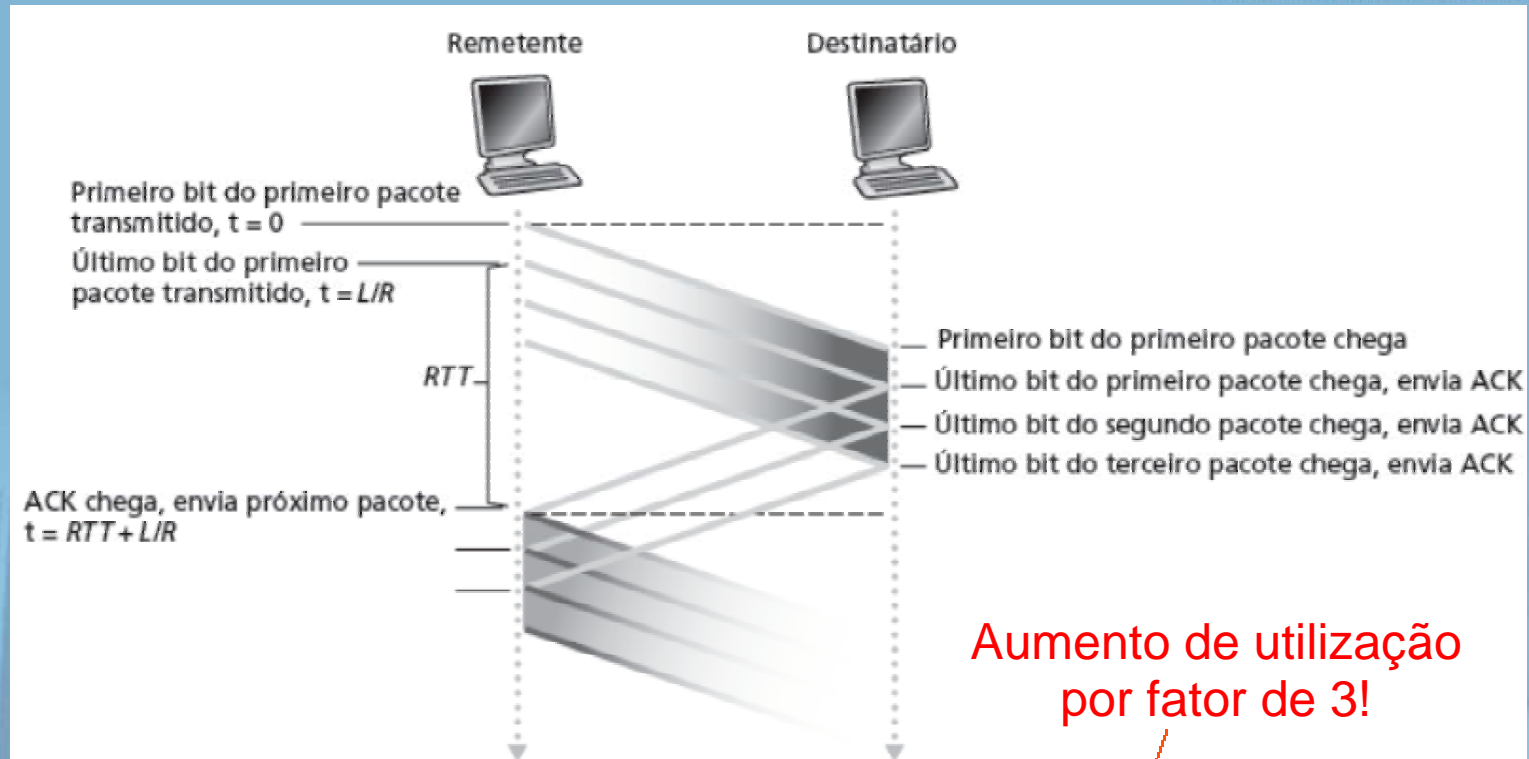 Remetente
Destinatário
Primeiro bit do primeiro pacote
transmitido, t = 0
Último bit do primeiro
pacote transmitido, t = L/R
RTT
Primeiro bit do primeiro pacote chega
Último bit do primeiro pacote chega, envia ACK
Último bit do segundo pacote chega, envia ACK
Último bit do terceiro pacote chega, envia ACK
ACK chega, envia próximo pacote,
t = RTT + L/R
Aumento de utilização
por fator de 3!